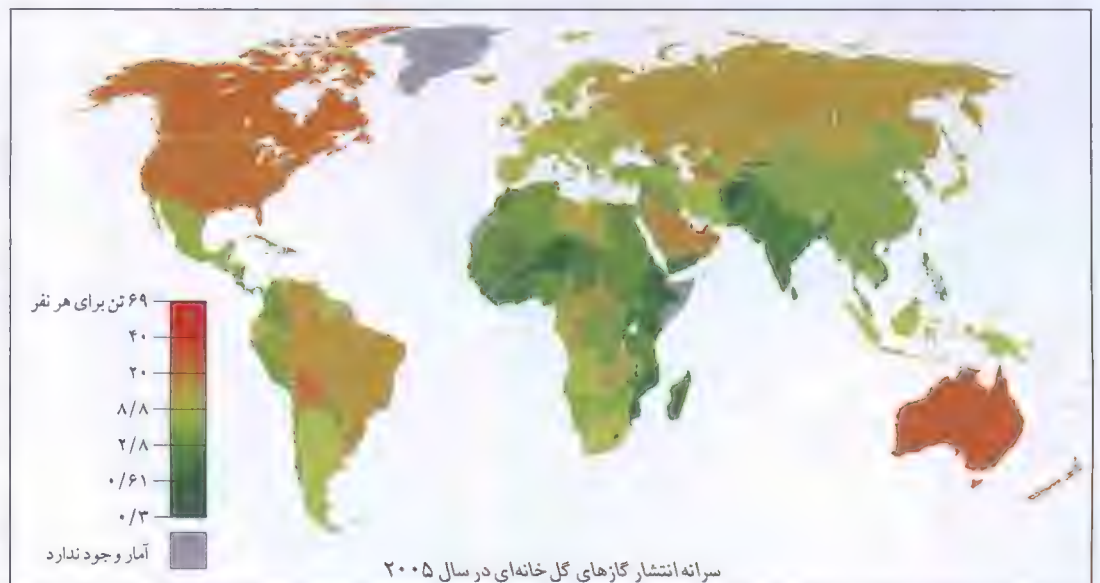 ۶۹ تن برای هر نفر
۴۰
۲۰
۸/۸
۲/۸
۰/۶۱
۰/۳
آمار وجود ندارد
سرانه انتشار گازهای گل خانه‌ای در سال ۲۰۰۵